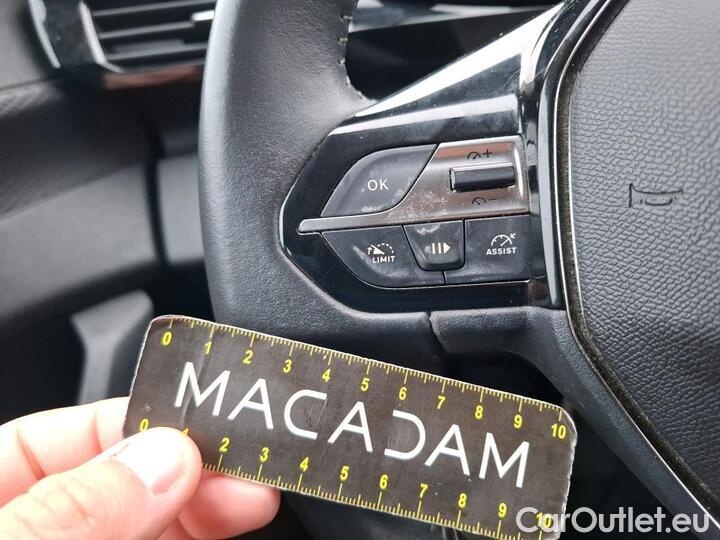 OK
LIMIT
ASSIST
0 1 2 3 4 5 6 7 8 9 10
MACADAM
0 1 2 3 4 5 6 7 8 9 10
CarOutlet.eu